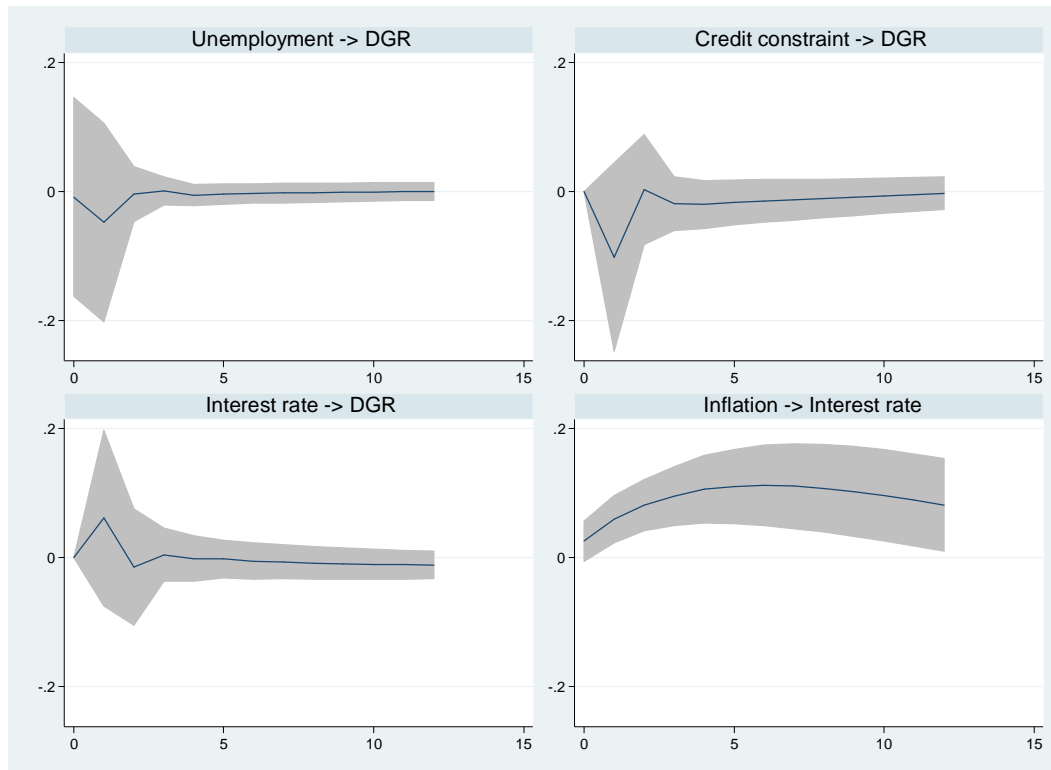 Unemployment -> DGR
.2
0
-.2
0 5 10 15
Credit constraint -> DGR
.2
0
-.2
0 5 10 15
Interest rate -> DGR
.2
0
-.2
0 5 10 15
Inflation -> Interest rate
.2
0
-.2
0 5 10 15